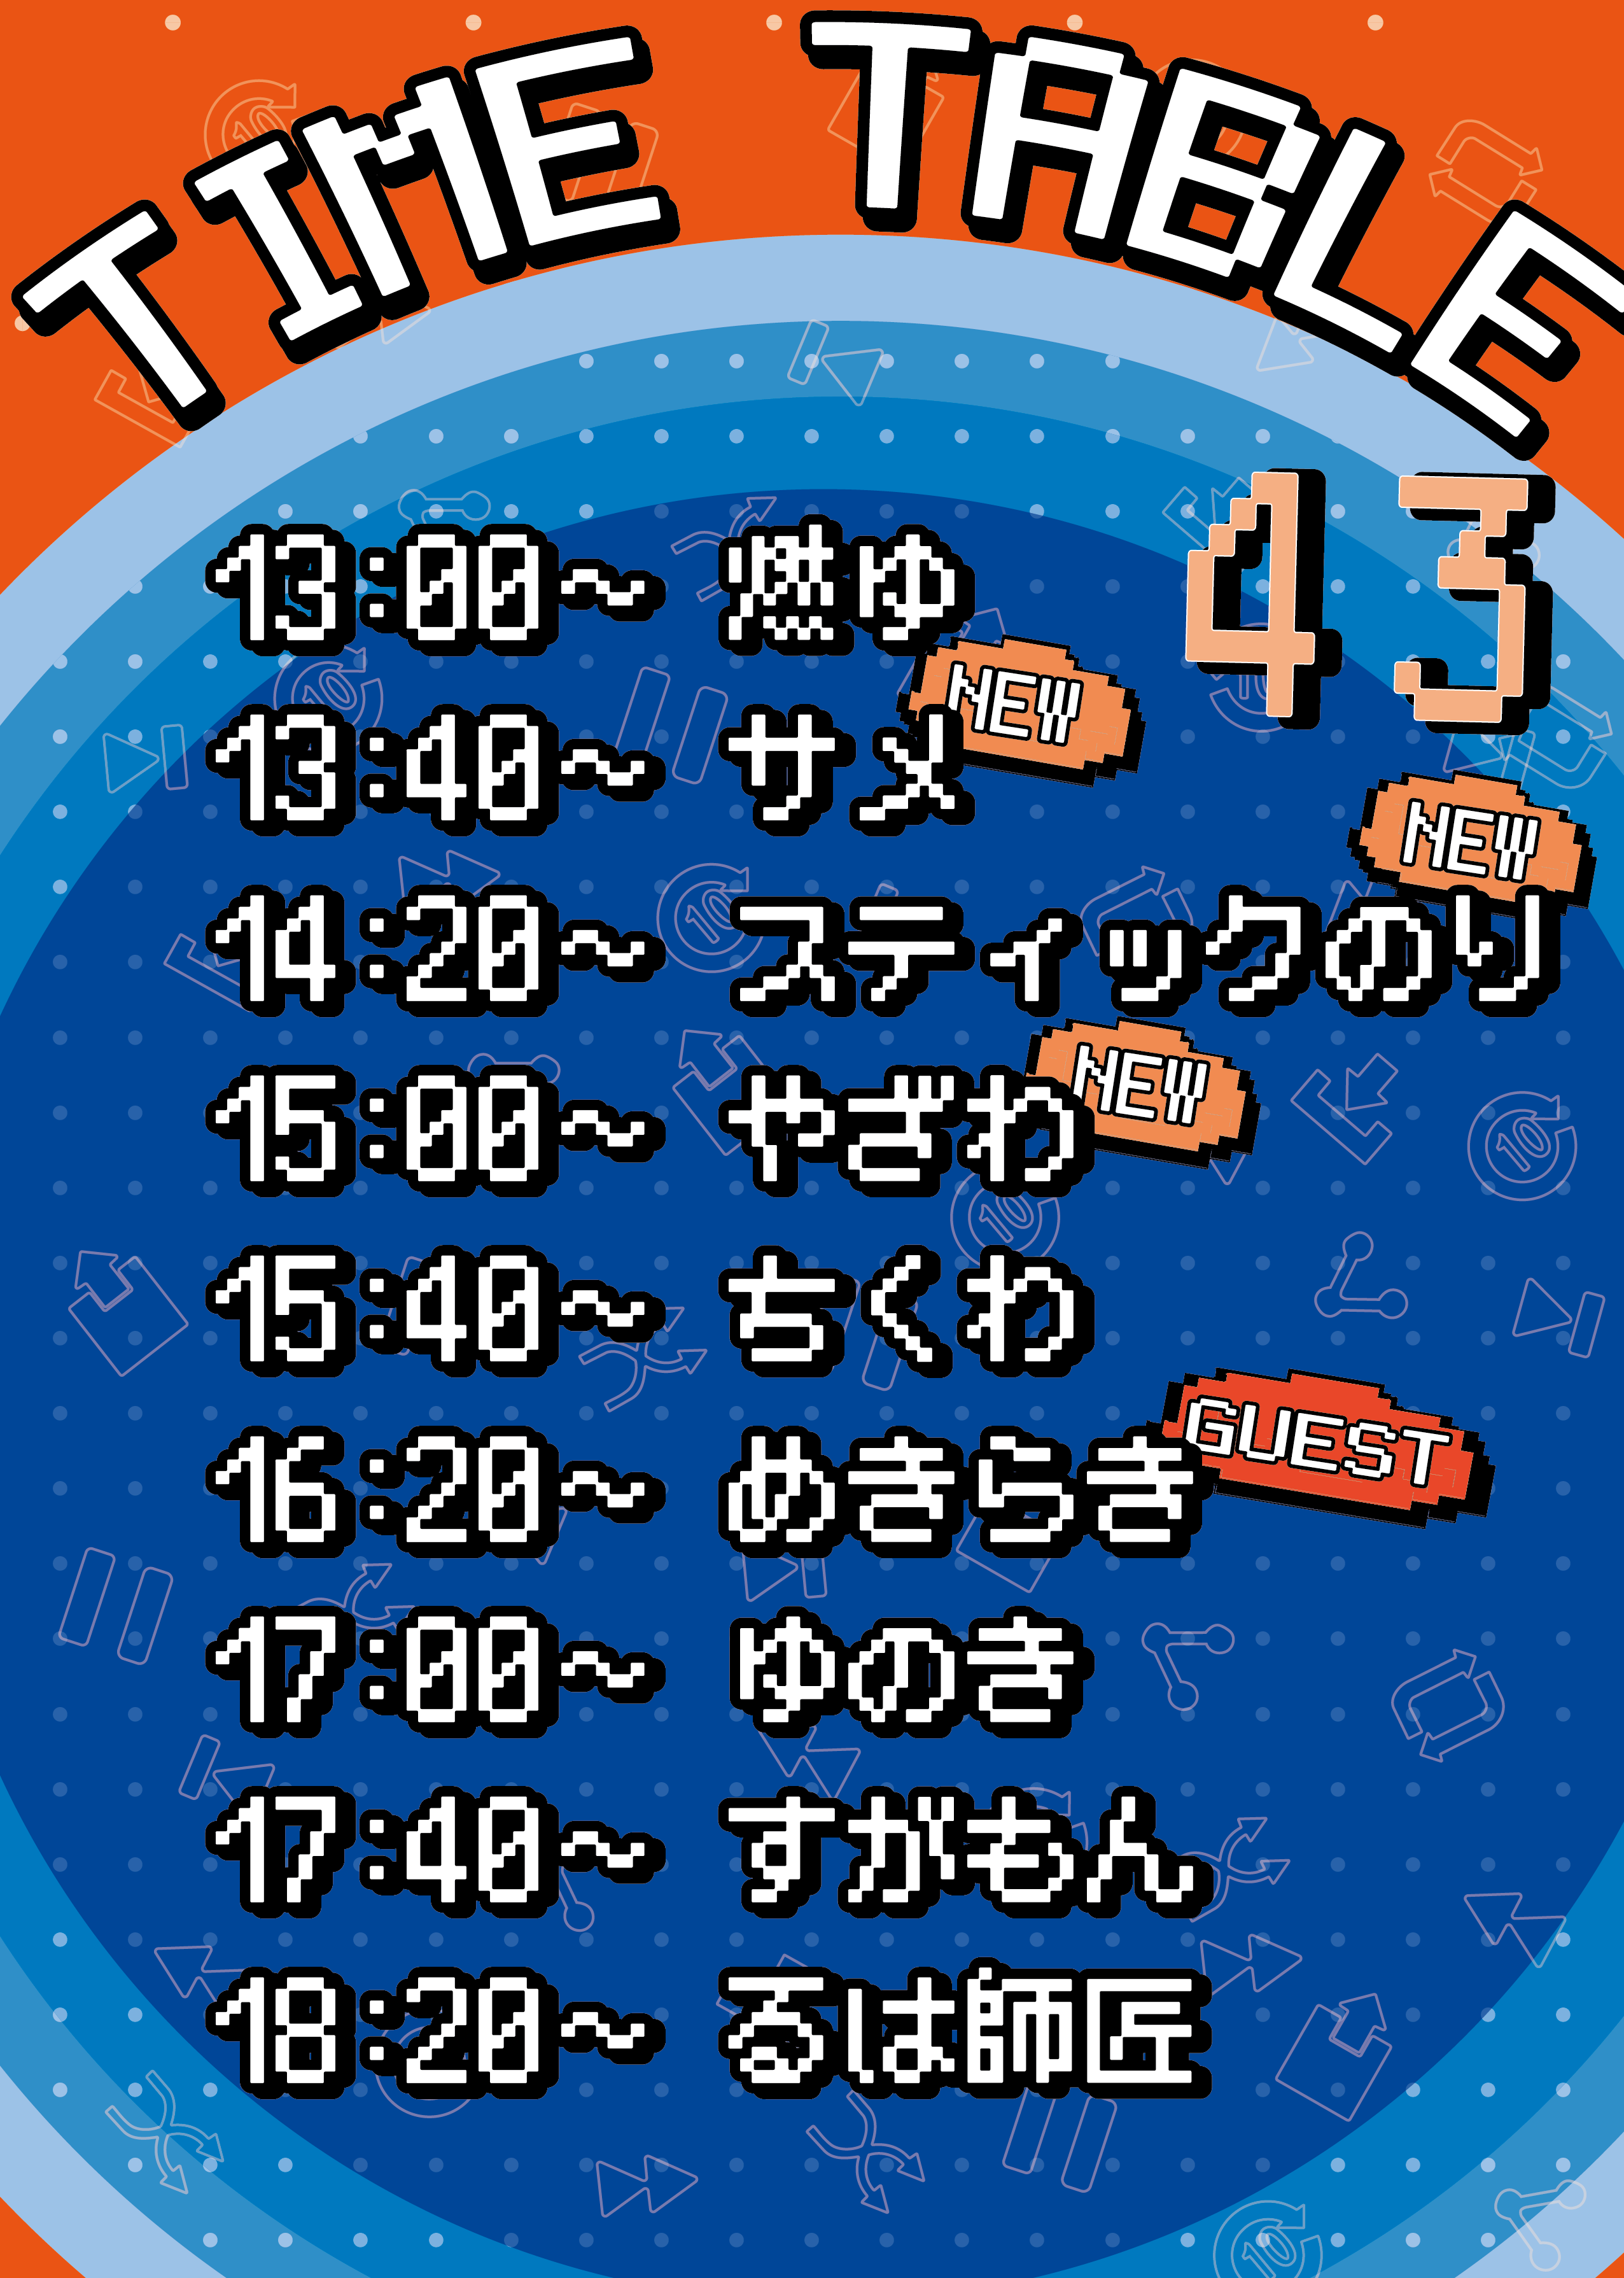 TIME TABLE
43
13:00~ 燃ゆ
NEW
13:40~ サメ
NEW
14:20~ スティックのり
NEW
15:00~ やざわ
15:40~ ちくわ
GUEST
16:20~ めきらき
17:00~ ゆのき
17:40~ すがもん
18:20~ るは師匠